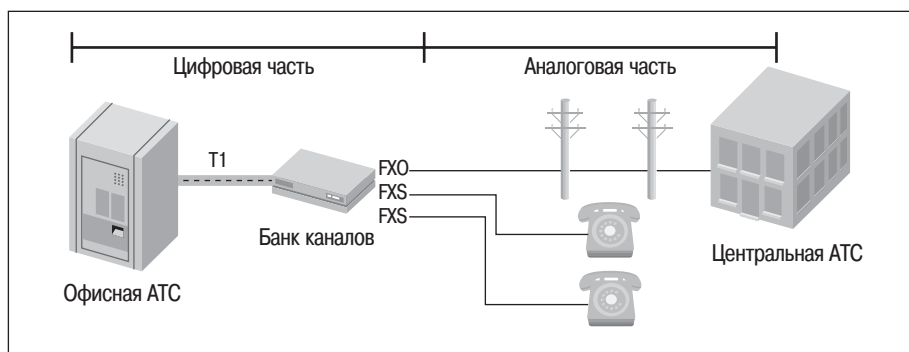 Цифровая часть
Аналоговая часть
T1
FXO
FXS
FXS
Банк каналов
Центральная АТС
Офисная АТС